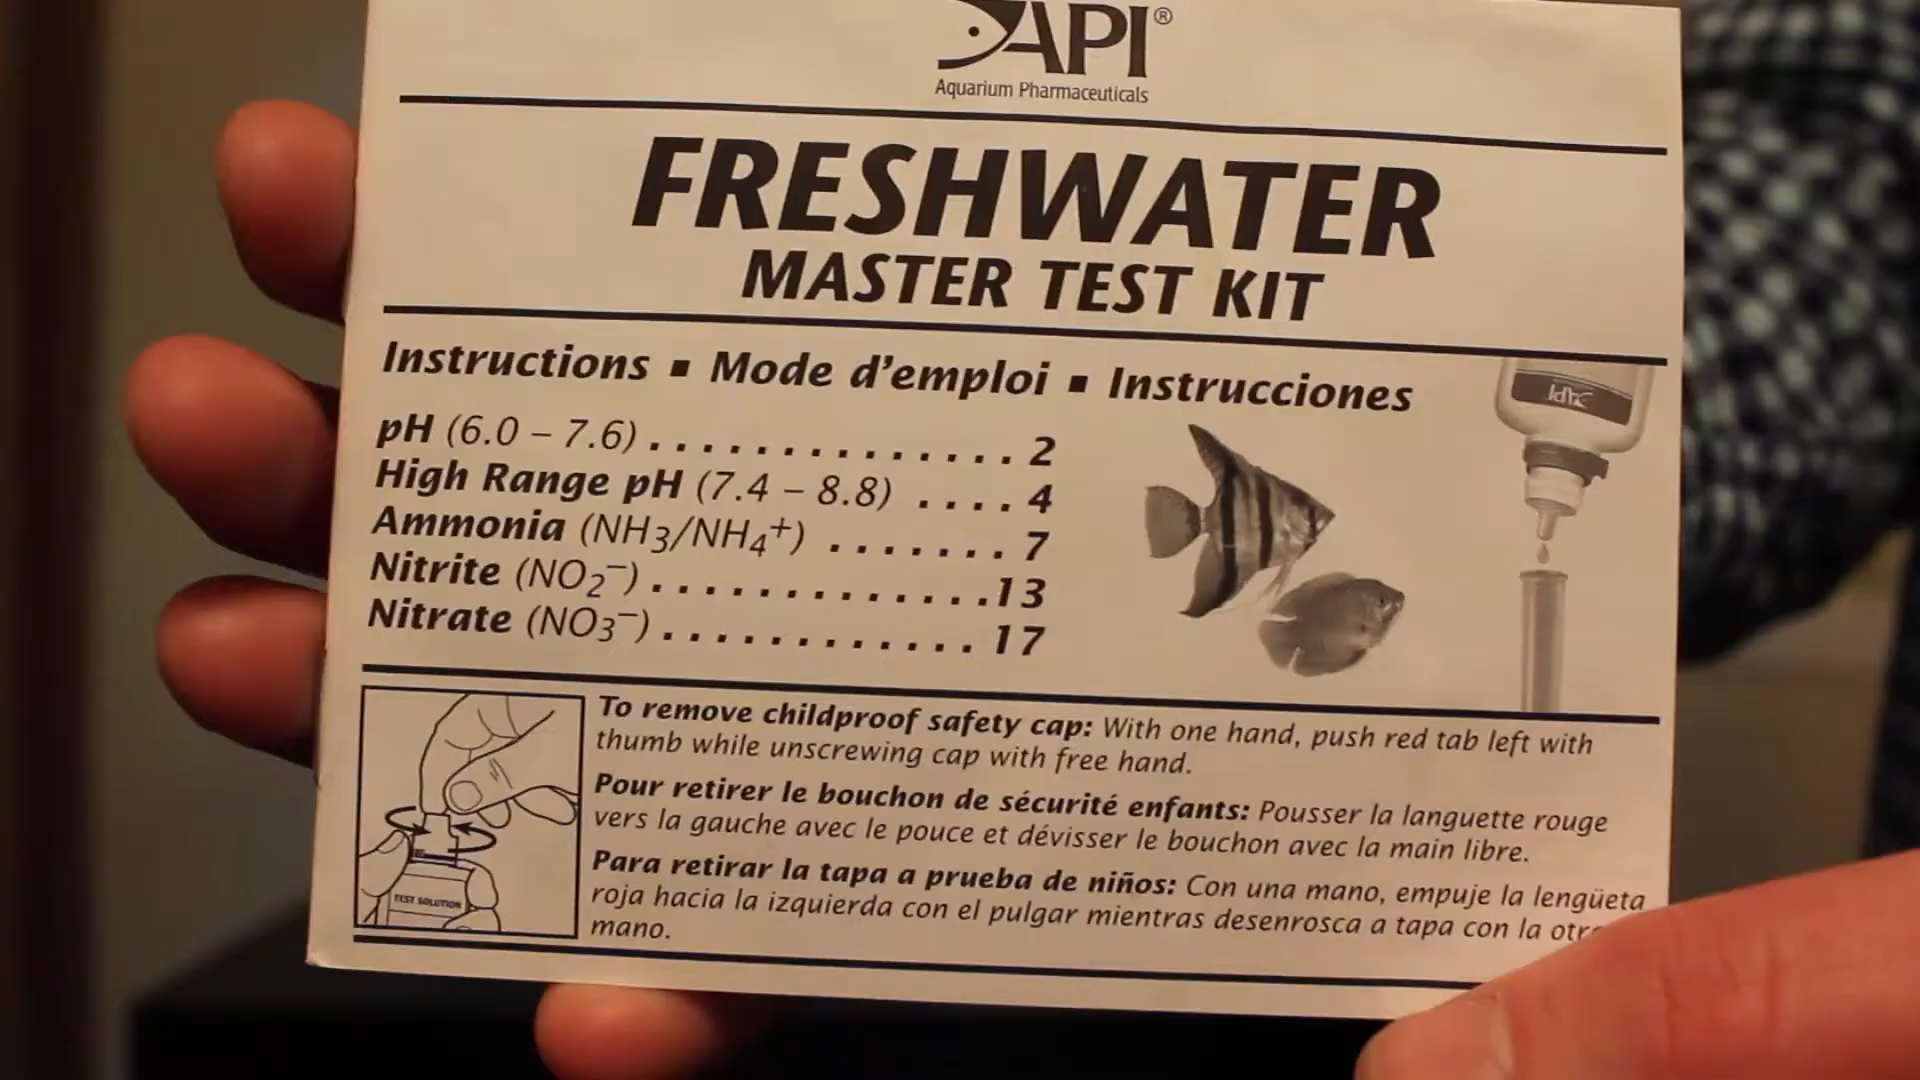 API®
Aquarium Pharmaceuticals
FRESHWATER
MASTER TEST KIT
Instructions ▪ Mode d'emploi ▪ Instrucciones
pH (6.0 – 7.6) . . . . . . . . . . . . . . 2
High Range pH (7.4 – 8.8) . . . . 4
Ammonia (NH3/NH4+) . . . . . . . 7
Nitrite (NO2–) . . . . . . . . . . . . .13
Nitrate (NO3–) . . . . . . . . . . . . 17
API
To remove childproof safety cap: With one hand, push red tab left with
thumb while unscrewing cap with free hand.
Pour retirer le bouchon de sécurité enfants: Pousser la languette rouge
vers la gauche avec le pouce et dévisser le bouchon avec la main libre.
Para retirar la tapa a prueba de niños: Con una mano, empuje la lengüeta
roja hacia la izquierda con el pulgar mientras desenrosca a tapa con la
mano.
TEST SOLUTION